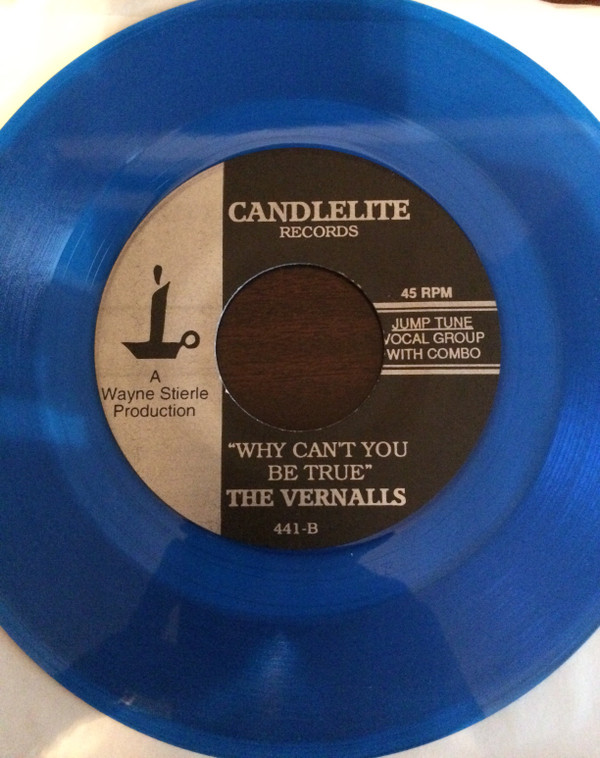 CANDLELITE
RECORDS
45 RPM
JUMP TUNE
VOCAL GROUP
WITH COMBO
A
Wayne Stierle
Production
"WHY CAN'T YOU
BE TRUE"
THE VERNALLS
441-B